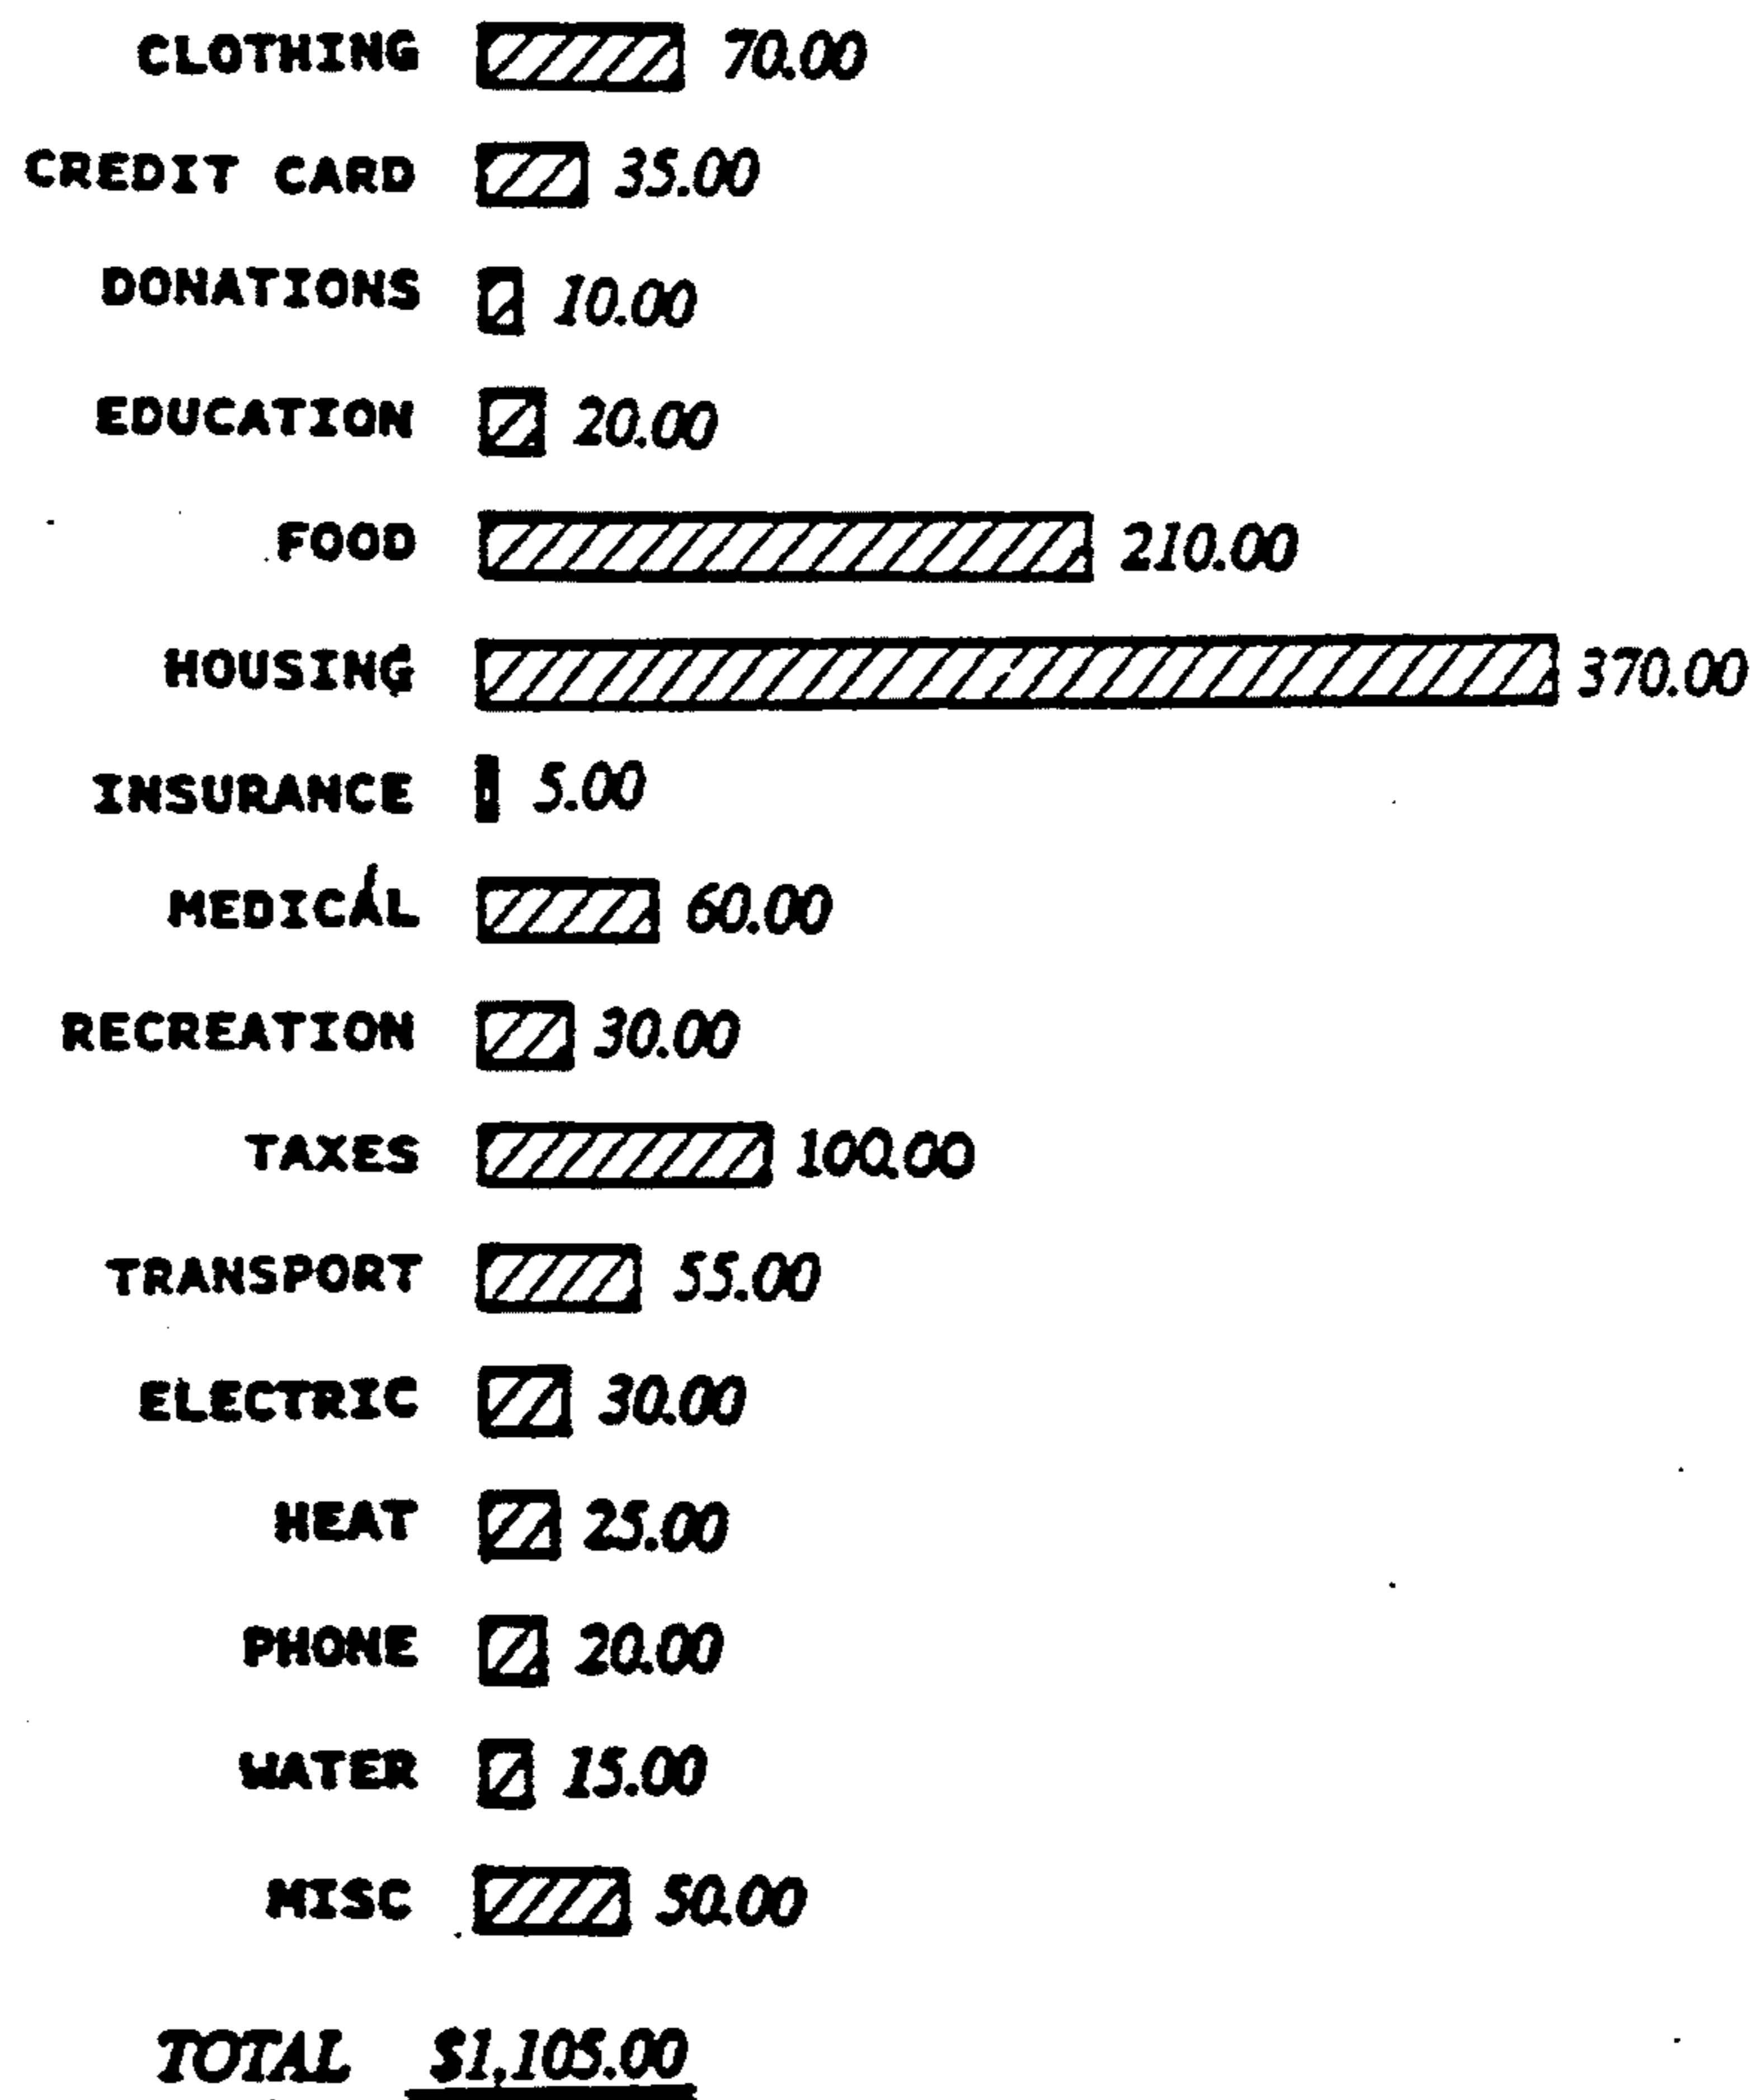 CLOTHING 70.00
CREDIT CARD 35.00
DONATIONS 10.00
EDUCATION 20.00
FOOD 210.00
HOUSING 370.00
INSURANCE 5.00
MEDICAL 60.00
RECREATION 30.00
TAXES 100.00
TRANSPORT 55.00
ELECTRIC 30.00
HEAT 25.00
PHONE 20.00
WATER 15.00
MISC 50.00
TOTAL $1,105.00